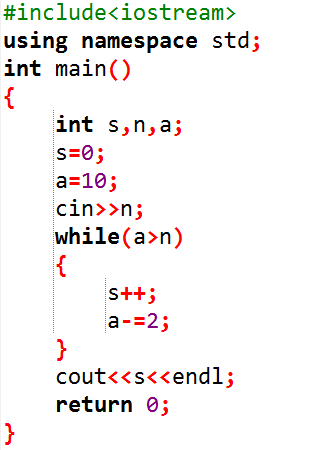 #include<iostream>
using namespace std;
int main()
{
    int s,n,a;
    s=0;
    a=10;
    cin>>n;
    while(a>n)
    {
        s++;
        a-=2;
    }
    cout<<s<<endl;
    return 0;
}